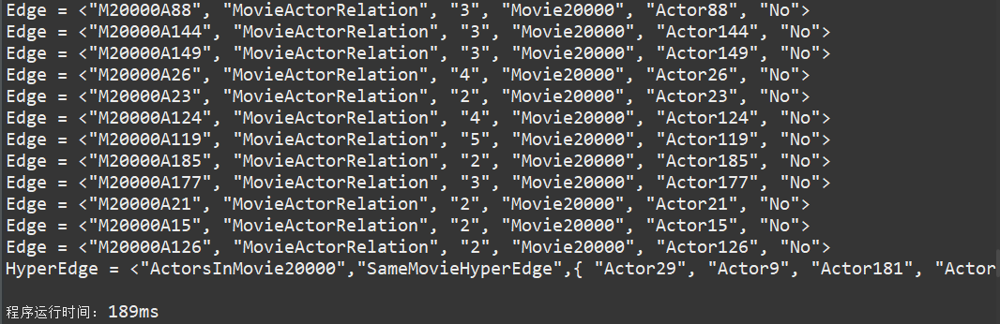 Edge = <"M20000A88", "MovieActorRelation", "3", "Movie20000", "Actor88", "No">
Edge = <"M20000A144", "MovieActorRelation", "3", "Movie20000", "Actor144", "No">
Edge = <"M20000A149", "MovieActorRelation", "3", "Movie20000", "Actor149", "No">
Edge = <"M20000A26", "MovieActorRelation", "4", "Movie20000", "Actor26", "No">
Edge = <"M20000A23", "MovieActorRelation", "2", "Movie20000", "Actor23", "No">
Edge = <"M20000A124", "MovieActorRelation", "4", "Movie20000", "Actor124", "No">
Edge = <"M20000A119", "MovieActorRelation", "5", "Movie20000", "Actor119", "No">
Edge = <"M20000A185", "MovieActorRelation", "2", "Movie20000", "Actor185", "No">
Edge = <"M20000A177", "MovieActorRelation", "3", "Movie20000", "Actor177", "No">
Edge = <"M20000A21", "MovieActorRelation", "2", "Movie20000", "Actor21", "No">
Edge = <"M20000A15", "MovieActorRelation", "2", "Movie20000", "Actor15", "No">
Edge = <"M20000A126", "MovieActorRelation", "2", "Movie20000", "Actor126", "No">
HyperEdge = <"ActorsInMovie20000","SameMovieHyperEdge",{ "Actor29", "Actor9", "Actor181", "Actor
程序运行时间：189ms